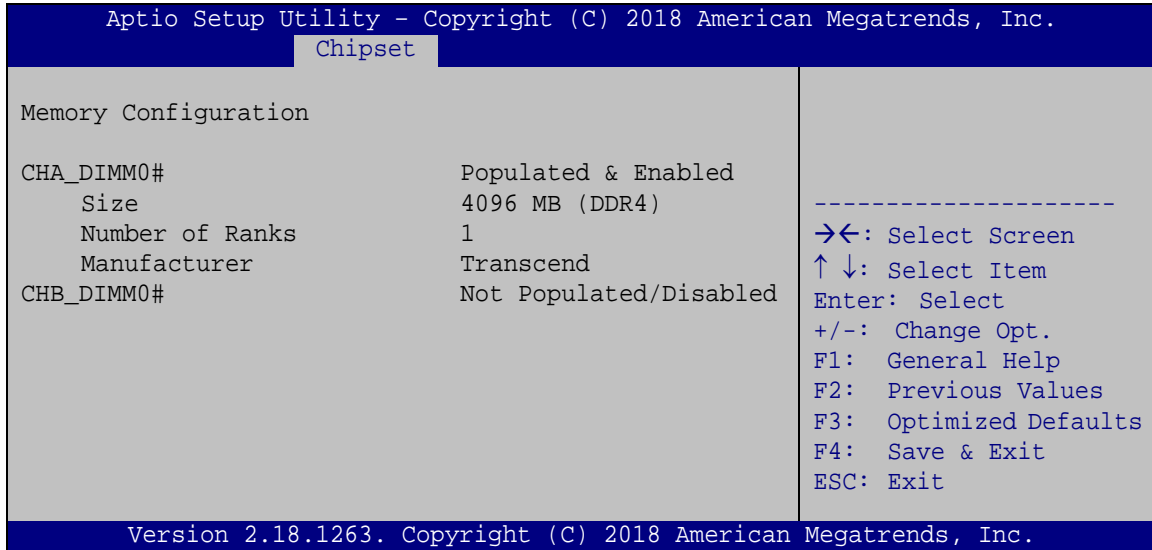 Aptio Setup Utility – Copyright (C) 2018 American Megatrends, Inc.
Chipset
Memory Configuration
CHA_DIMM0# Populated & Enabled
Size 4096 MB (DDR4)
Number of Ranks 1
Manufacturer Transcend
CHB_DIMM0# Not Populated/Disabled
---------------------
→←: Select Screen
↑ ↓: Select Item
Enter: Select
+/-: Change Opt.
F1: General Help
F2: Previous Values
F3: Optimized Defaults
F4: Save & Exit
ESC: Exit
Version 2.18.1263. Copyright (C) 2018 American Megatrends, Inc.